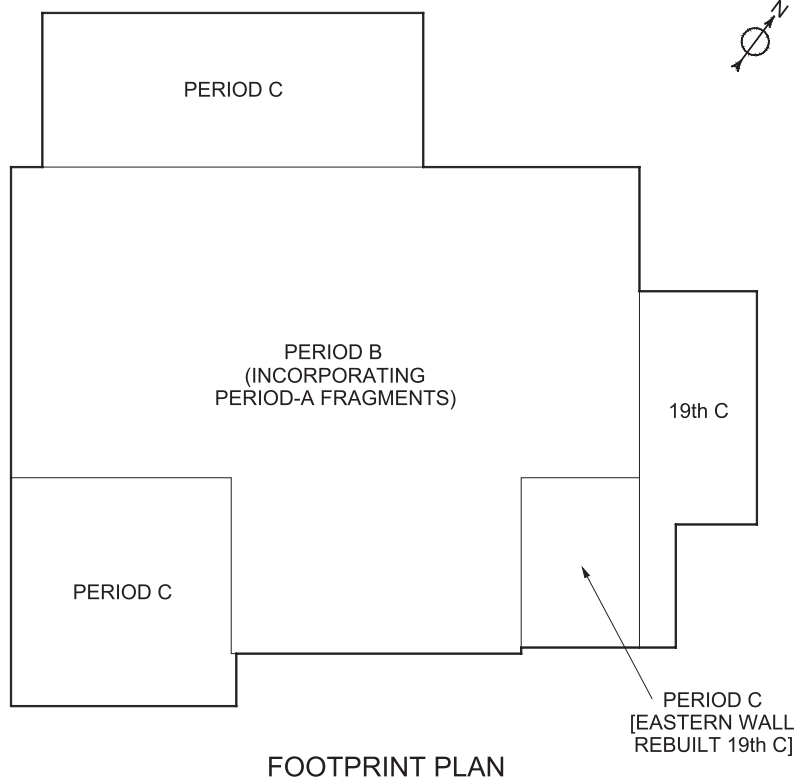 N
PERIOD C
PERIOD B
(INCORPORATING
PERIOD-A FRAGMENTS)
19th C
PERIOD C
PERIOD C
[EASTERN WALL
REBUILT 19th C]
FOOTPRINT PLAN